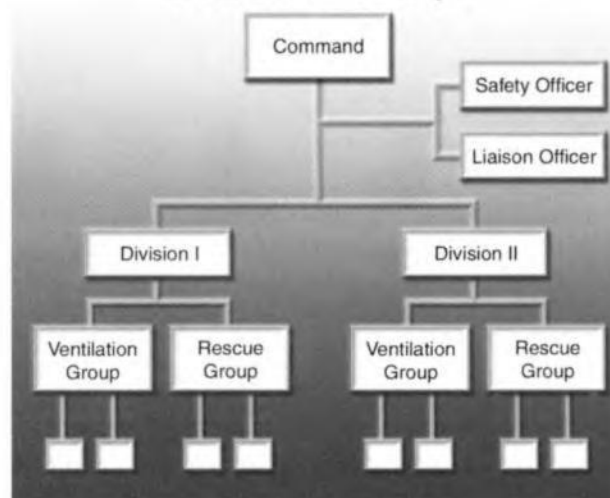 Command
Safety Officer
Liaison Officer
Division I
Division II
Ventilation
Group
Rescue
Group
Ventilation
Group
Rescue
Group